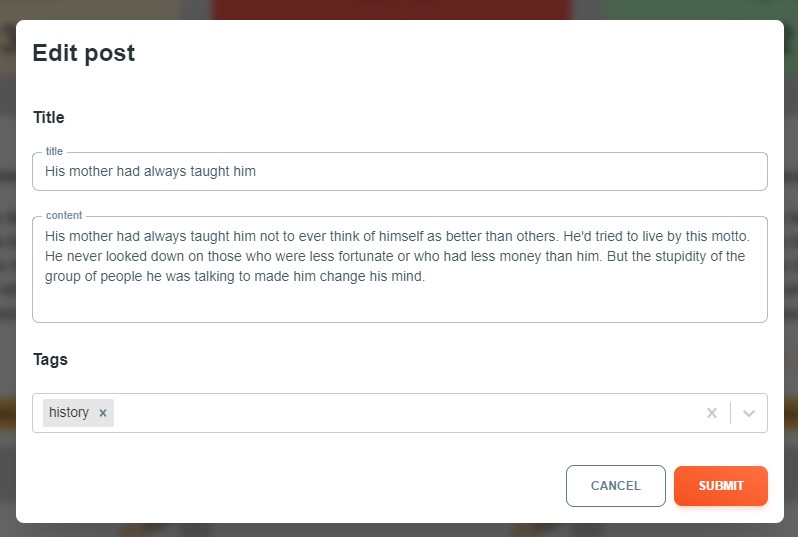 Edit post
Title
title
His mother had always taught him
content
His mother had always taught him not to ever think of himself as better than others. He'd tried to live by this motto.
He never looked down on those who were less fortunate or who had less money than him. But the stupidity of the
group of people he was talking to made him change his mind.
Tags
history x
CANCEL
SUBMIT